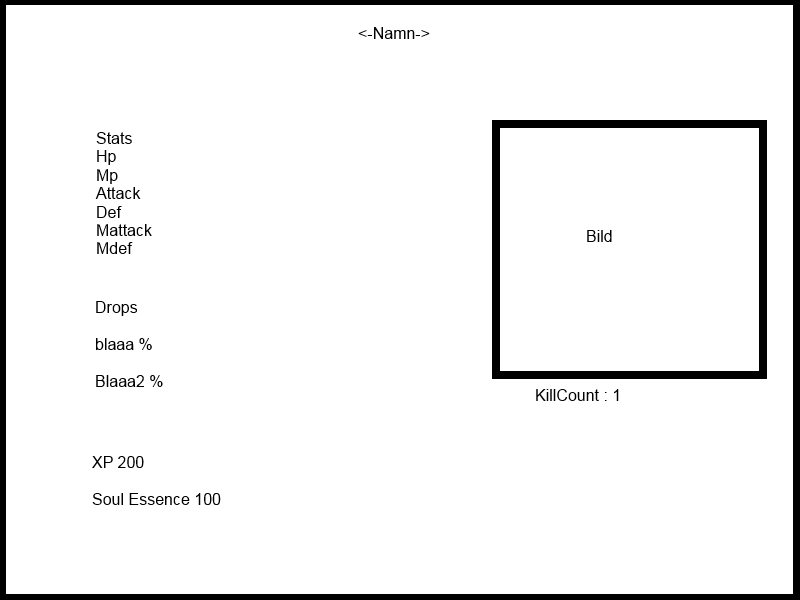 <-Namn->
Stats
Hp
Mp
Attack
Def
Mattack
Mdef
Bild
Drops
blaaa %
Blaaa2 %
KillCount : 1
XP 200
Soul Essence 100